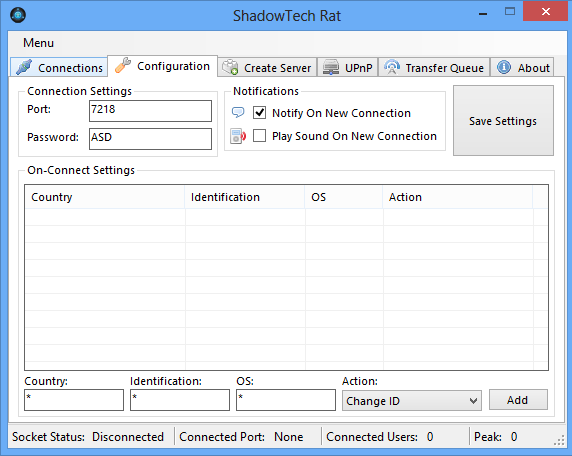 ShadowTech Rat
Menu
Connections Configuration Create Server UPnP Transfer Queue About
Connection Settings Notifications
Port: 7218 Notify On New Connection
Save Settings
Password: ASD Play Sound On New Connection
On-Connect Settings
Country Identification OS Action
Country: Identification: OS: Action:
* * * Change ID Add
Socket Status: Disconnected Connected Port: None Connected Users: 0 Peak: 0